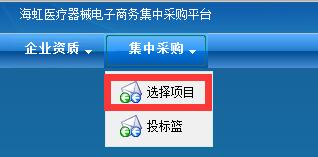 海虹医疗器械电子商务集中采购平台
企业资质 集中采购
选择项目
投标篮